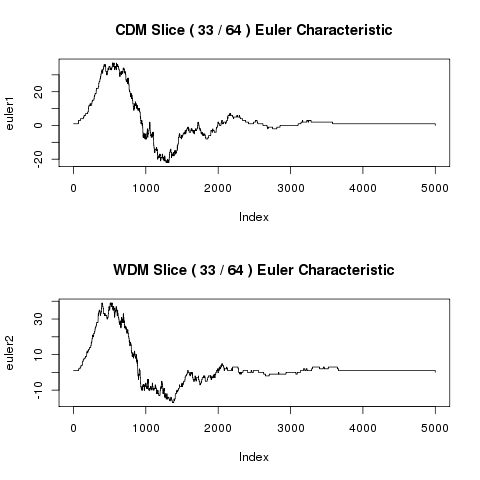 CDM Slice ( 33 / 64 ) Euler Characteristic
euler1
20
0
-20
0 1000 2000 3000 4000 5000
Index
WDM Slice ( 33 / 64 ) Euler Characteristic
euler2
30
10
-10
0 1000 2000 3000 4000 5000
Index